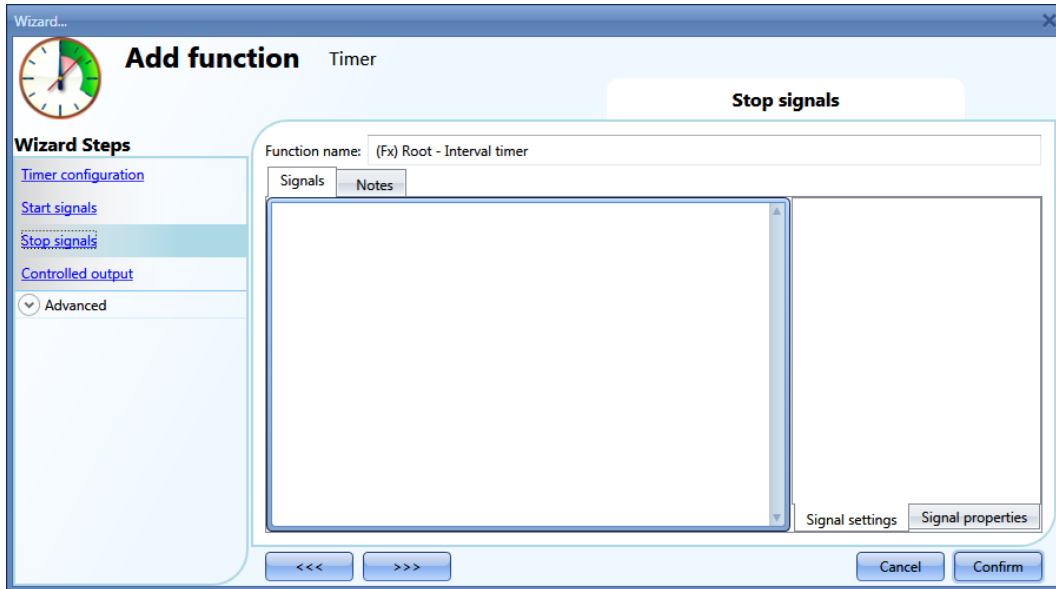 Wizard...
Add function Timer
Stop signals
Wizard Steps
Timer configuration
Start signals
Stop signals
Controlled output
Advanced
Function name: (Fx) Root - Interval timer
Signals Notes
Signal settings Signal properties
<<< >>> Cancel Confirm